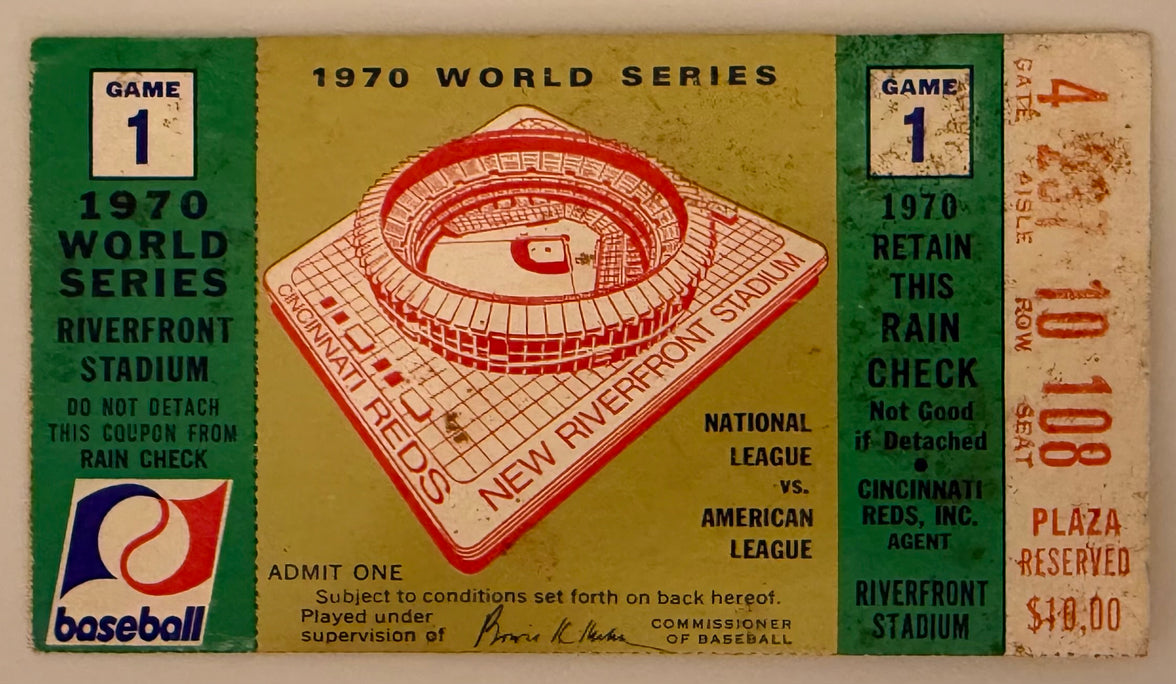 GAME
1
1970
WORLD
SERIES
RIVERFRONT
STADIUM
DO NOT DETACH
THIS COUPON FROM
RAIN CHECK
baseball
1970 WORLD SERIES
CINCINNATI REDS
NEW RIVERFRONT STADIUM
NATIONAL
LEAGUE
VS.
AMERICAN
LEAGUE
ADMIT ONE
Subject to conditions set forth on back hereof.
Played under
supervision of
Bowie K Kuhn
COMMISSIONER
OF BASEBALL
GAME
1
1970
RETAIN
THIS
RAIN
CHECK
Not Good
if Detached
•
CINCINNATI
REDS, INC.
AGENT
RIVERFRONT
STADIUM
4 237 10 108
GATE AISLE ROW SEAT
PLAZA
RESERVED
$10.00